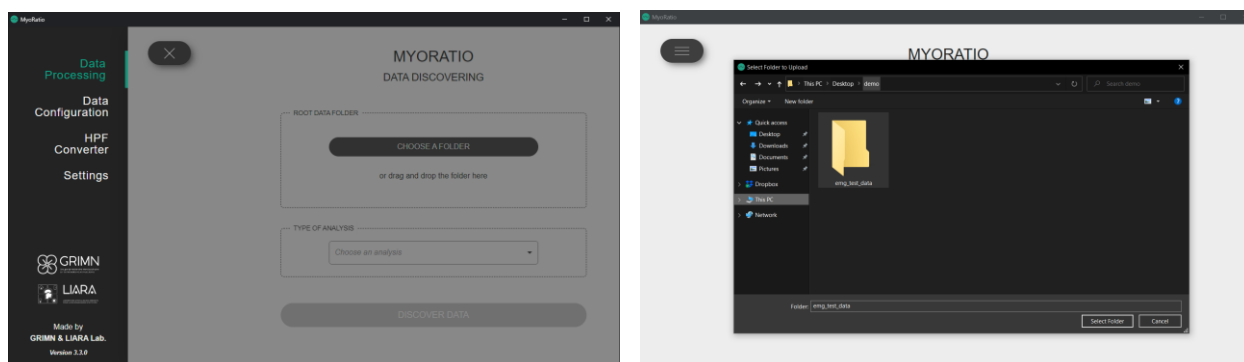 MyoRatio
Data
Processing
Data
Configuration
HPF
Converter
Settings
GRIMN
LIARA
Made by
GRIMN & LIARA Lab.
Version 3.3.0
MYORATIO
DATA DISCOVERING
ROOT DATA FOLDER
CHOOSE A FOLDER
or drag and drop the folder here
TYPE OF ANALYSIS
Choose an analysis
DISCOVER DATA
MyoRatio
MYORATIO
Select Folder to Upload
This PC > Desktop > demo
Search demo
Organize
New folder
Quick access
Desktop
Downloads
Documents
Pictures
Dropbox
This PC
Network
emg_test_data
Folder: emg_test_data
Select Folder
Cancel